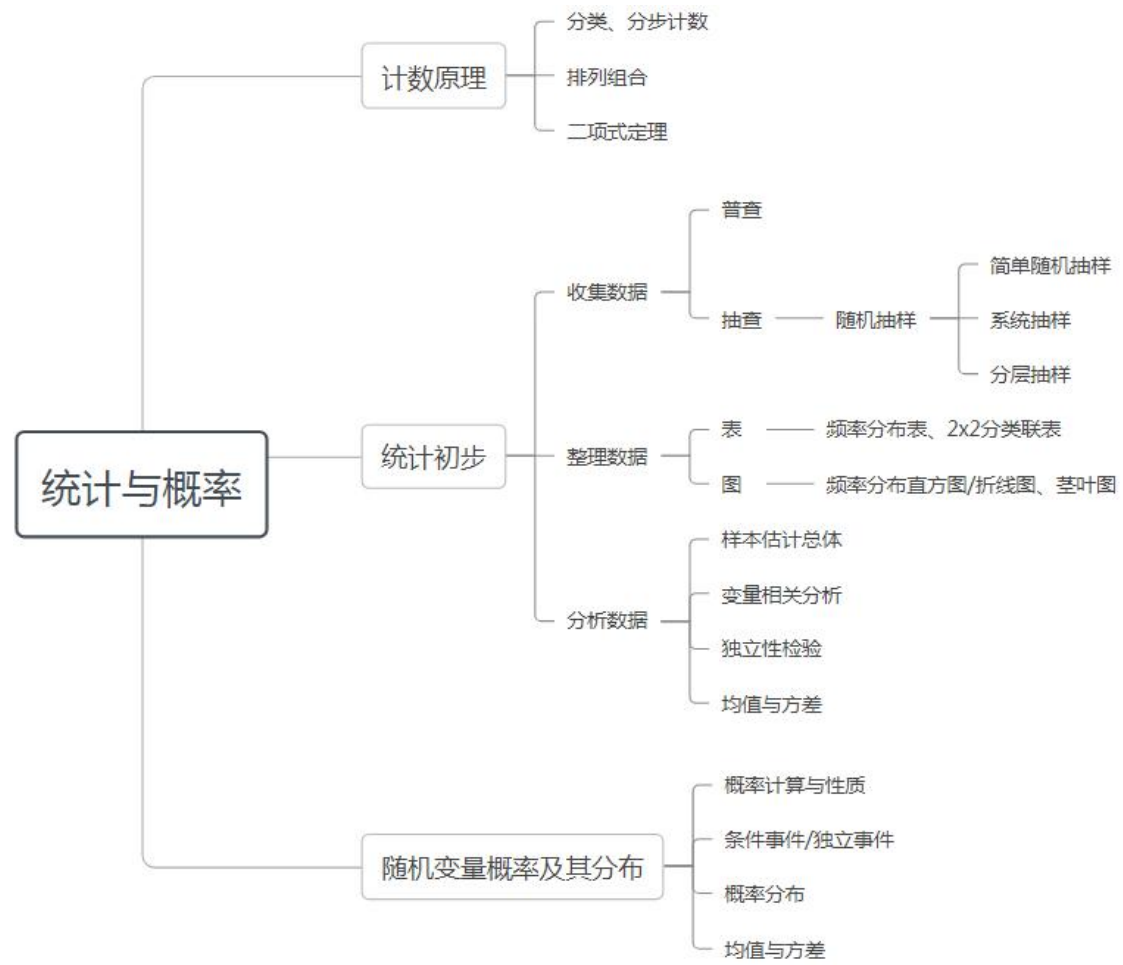 统计与概率
计数原理
分类、分步计数
排列组合
二项式定理
统计初步
收集数据
普查
抽查
随机抽样
简单随机抽样
系统抽样
分层抽样
整理数据
表
频率分布表、2x2分类联表
图
频率分布直方图/折线图、茎叶图
分析数据
样本估计总体
变量相关分析
独立性检验
均值与方差
随机变量概率及其分布
概率计算与性质
条件事件/独立事件
概率分布
均值与方差